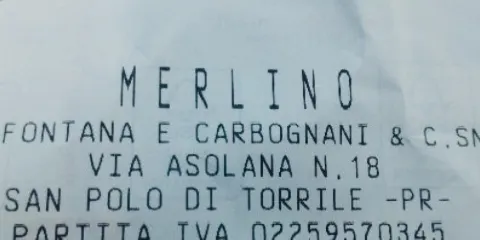 MERLINO
FONTANA E CARBOGNANI & C.SN
VIA ASOLANA N.18
SAN POLO DI TORRILE -PR-
PARTITA IVA 02259570345